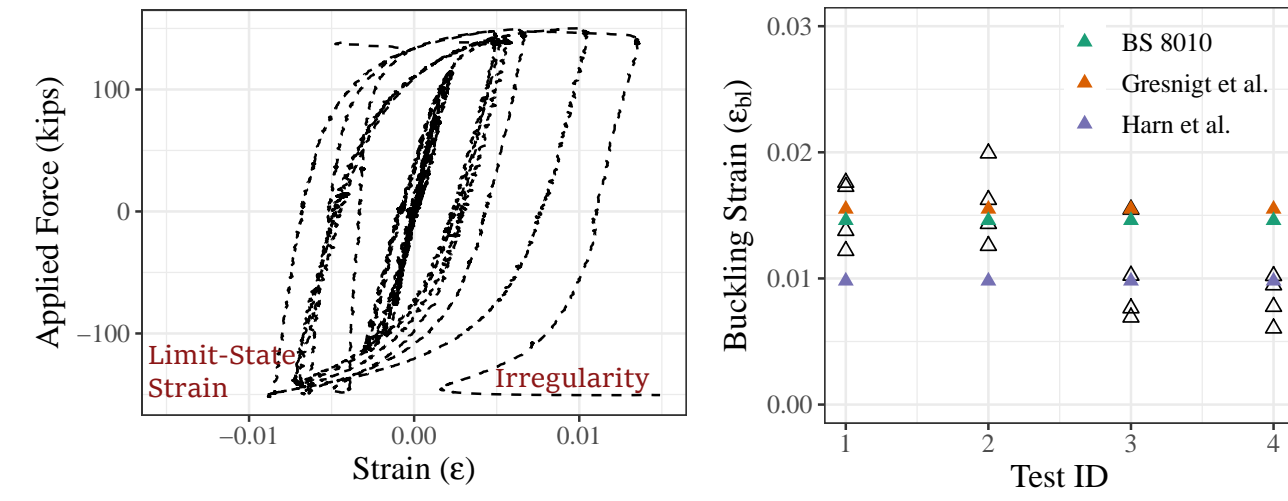 Applied Force (kips)
100
0
−100
Limit-State
Strain
Irregularity
−0.01
0.00
0.01
Strain (ε)
Buckling Strain (εbl)
0.03
0.02
0.01
0.00
BS 8010
Gresnigt et al.
Harn et al.
1
2
3
4
Test ID